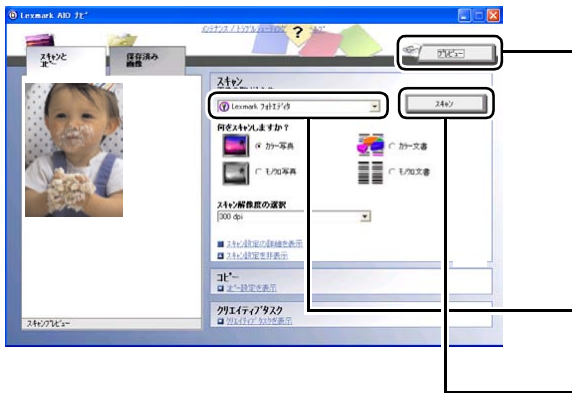 Lexmark AIO ナビ
メンテナンス / トラブルシューティング
スキャンと
コピー
保存済み
画像
プレビュー
スキャン
Lexmark フォトエディタ
スキャン
何をスキャンしますか？
カラー写真
カラー文書
モノクロ写真
モノクロ文書
スキャン解像度の選択
300 dpi
スキャン設定の詳細を表示
スキャン設定を非表示
コピー
コピー設定を表示
クリエイティブタスク
クリエイティブ タスクを表示
スキャンプレビュー